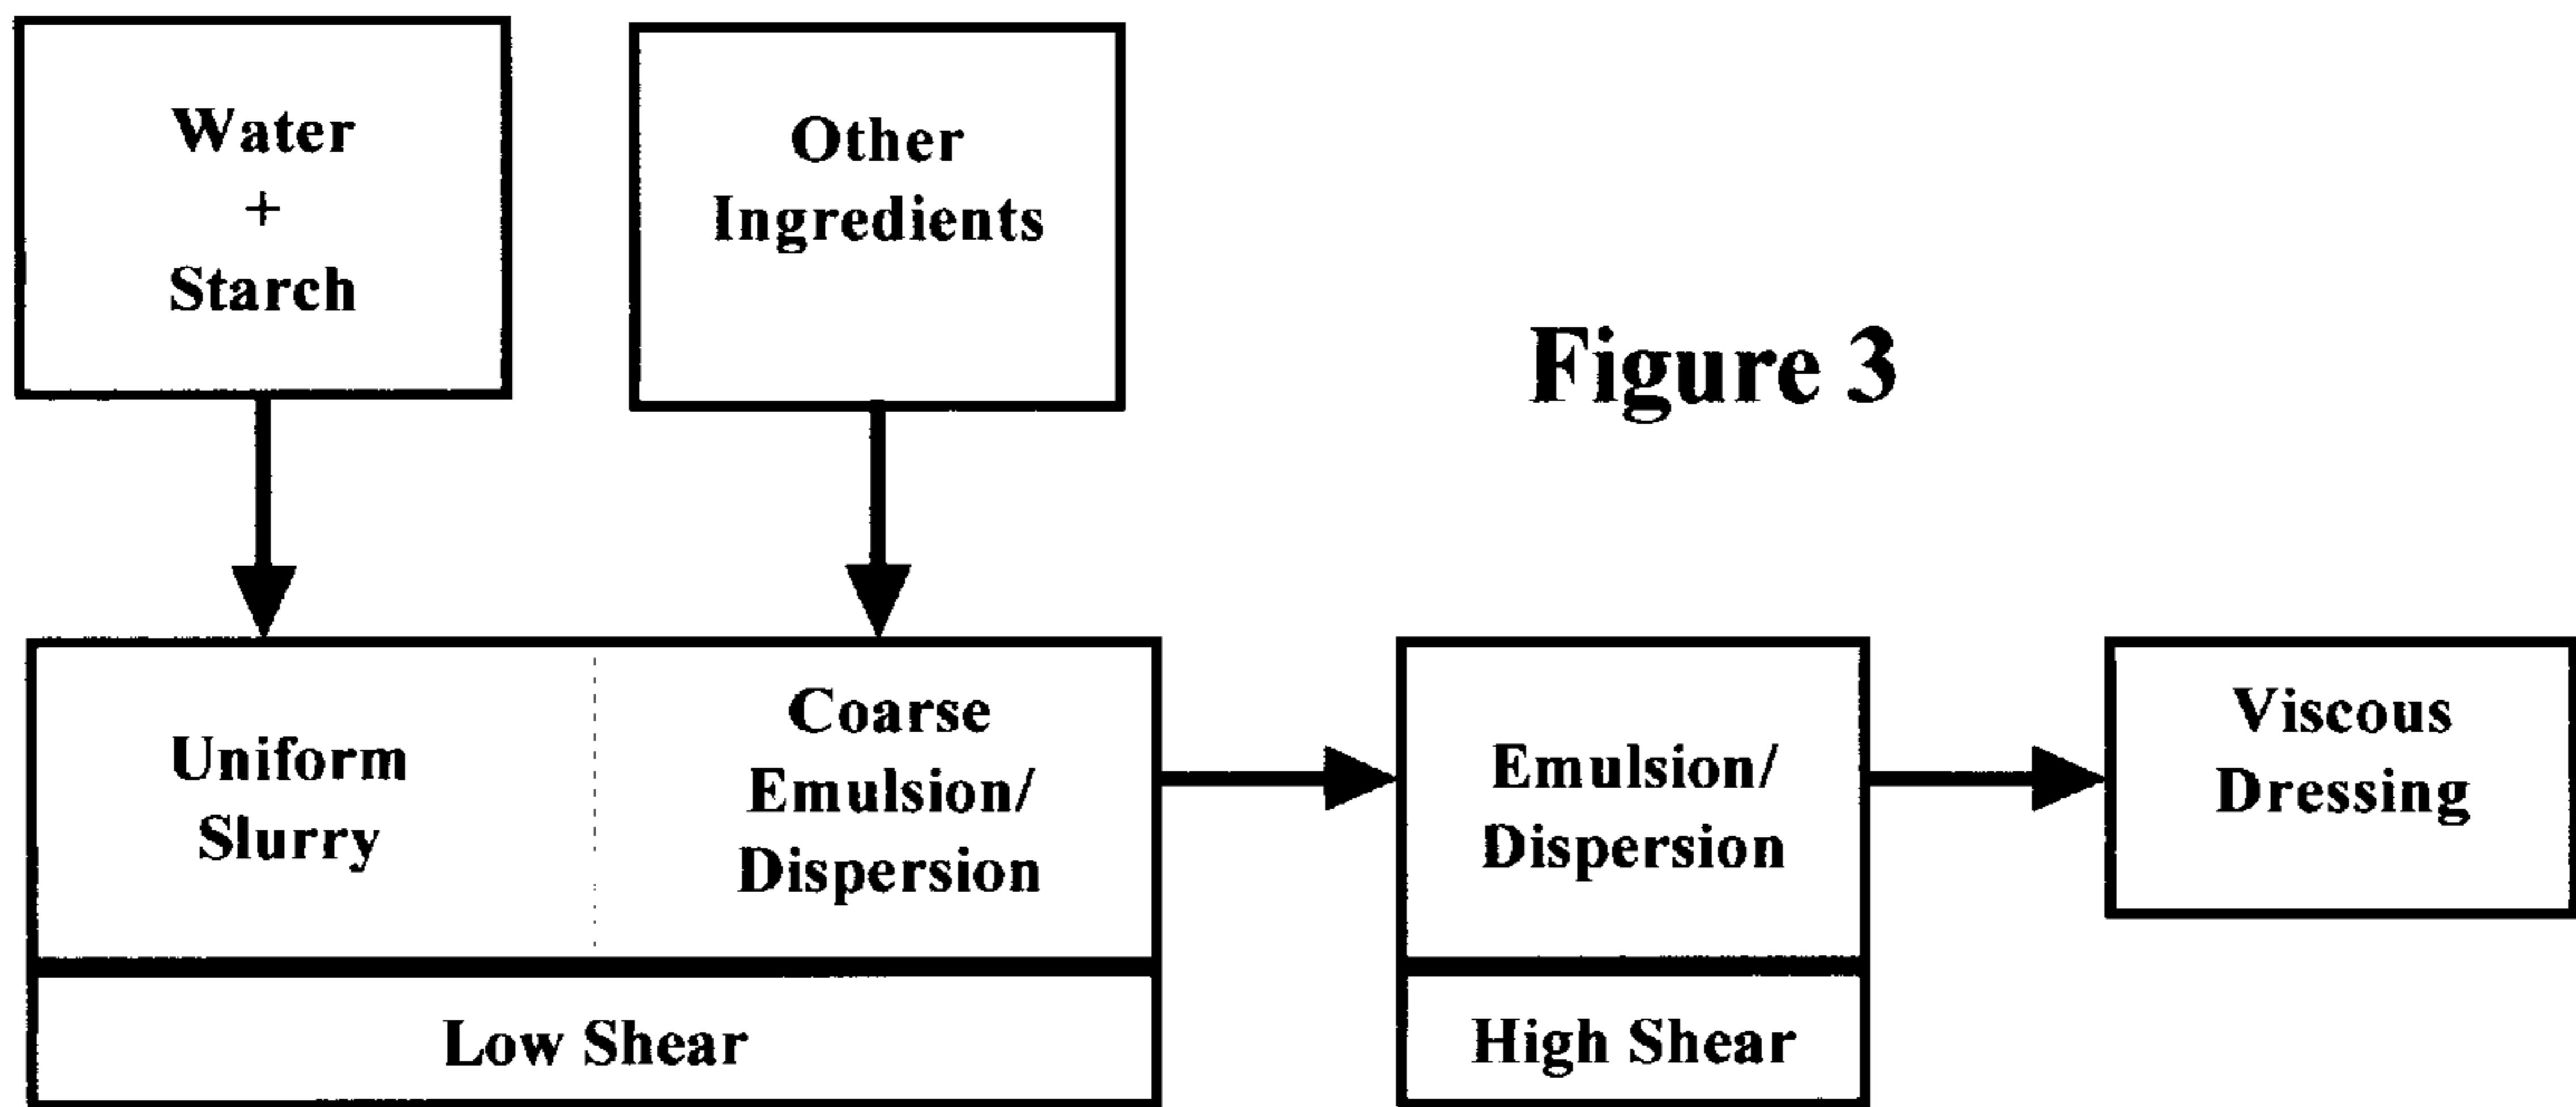 Water
+
Starch
Other
Ingredients
Figure 3
Uniform
Slurry
Coarse
Emulsion/
Dispersion
Low Shear
Emulsion/
Dispersion
High Shear
Viscous
Dressing